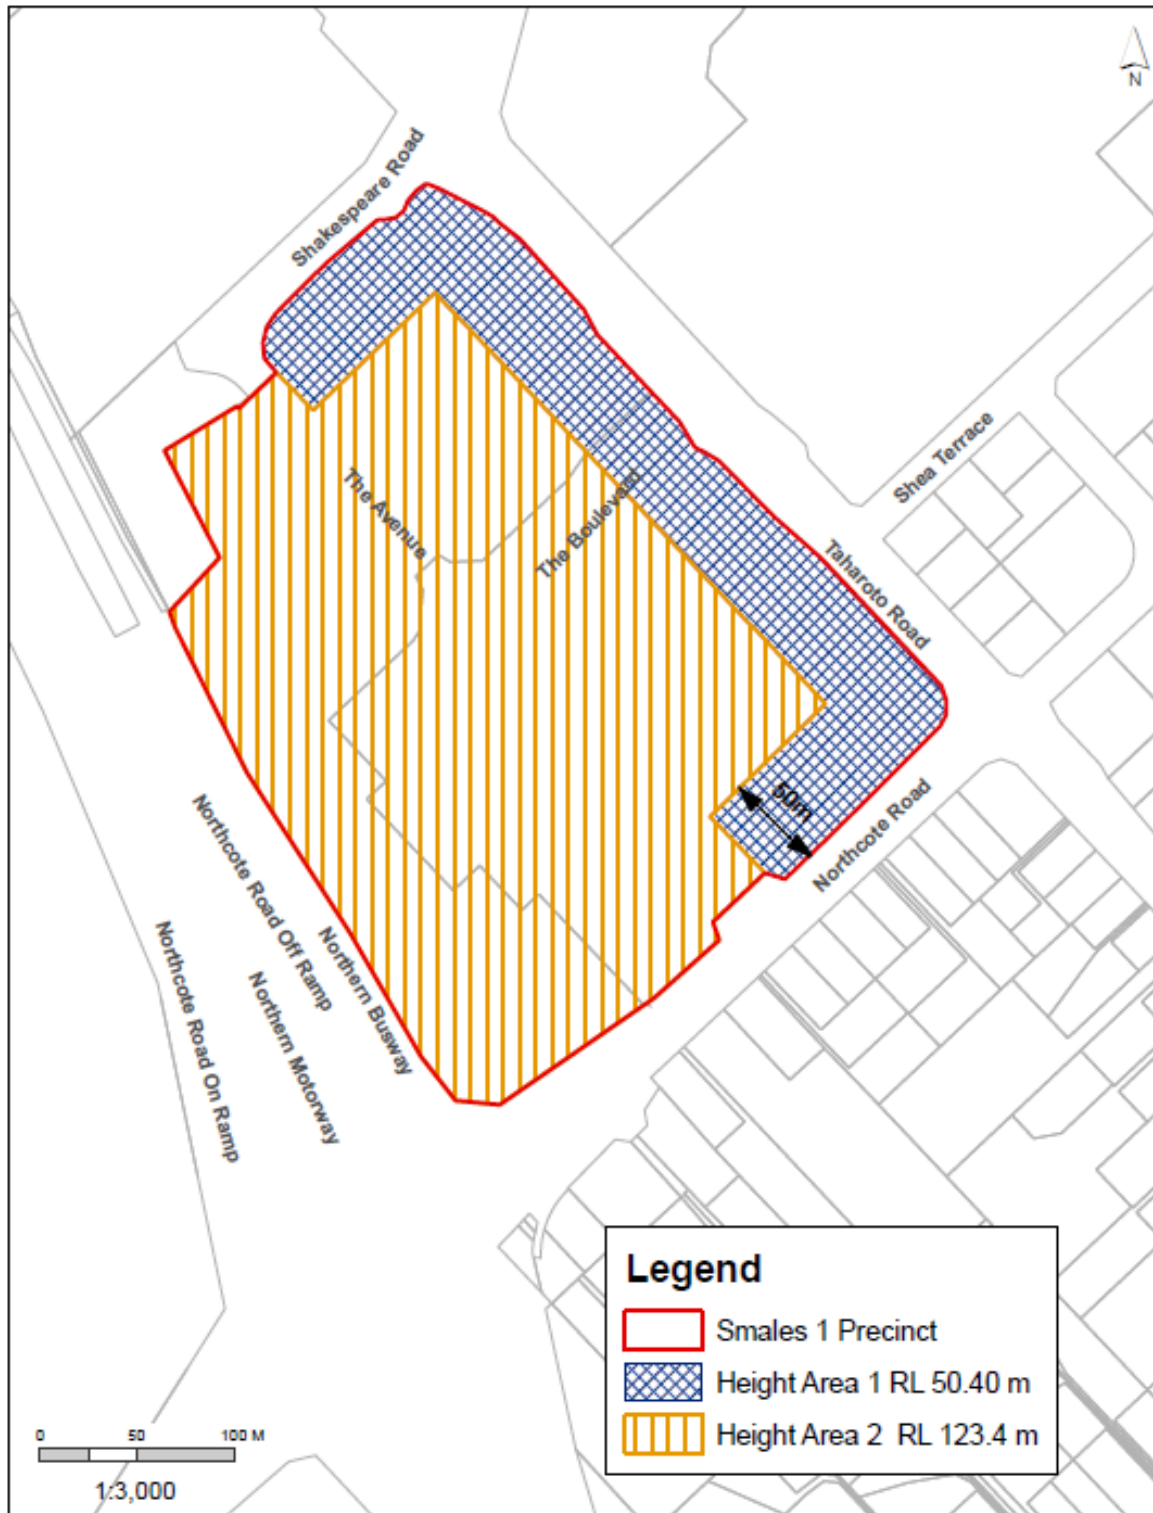 N
Shakespeare Road
Shea Terrace
The Avenue
The Boulevard
Taharoto Road
50m
Northcote Road
Northcote Road Off Ramp
Northern Busway
Northcote Road On Ramp
Northern Motorway
Legend
Smales 1 Precinct
Height Area 1 RL 50.40 m
Height Area 2 RL 123.4 m
0 50 100 M
1:3,000